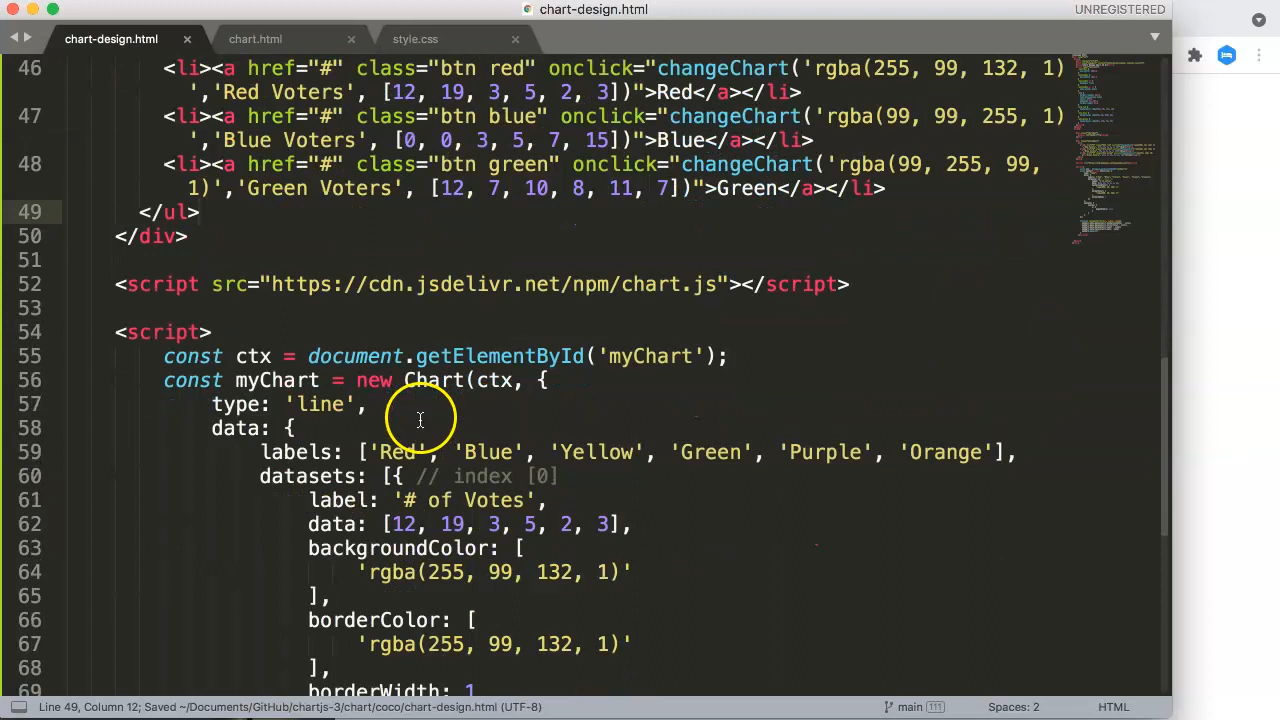 chart-design.html
UNREGISTERED
chart-design.html
chart.html
style.css
46 <li><a href="#" class="btn red" onclick="changeChart('rgba(255, 99, 132, 1)
','Red Voters', [12, 19, 3, 5, 2, 3])">Red</a></li>
47 <li><a href="#" class="btn blue" onclick="changeChart('rgba(99, 99, 255, 1)
','Blue Voters', [0, 0, 3, 5, 7, 15])">Blue</a></li>
48 <li><a href="#" class="btn green" onclick="changeChart('rgba(99, 255, 99,
1)','Green Voters', [12, 7, 10, 8, 11, 7])">Green</a></li>
49 </ul>
50 </div>
51
52 <script src="https://cdn.jsdelivr.net/npm/chart.js"></script>
53
54 <script>
55 const ctx = document.getElementById('myChart');
56 const myChart = new Chart(ctx, {
57 type: 'line',
58 data: {
59 labels: ['Red', 'Blue', 'Yellow', 'Green', 'Purple', 'Orange'],
60 datasets: [{ // index [0]
61 label: '# of Votes',
62 data: [12, 19, 3, 5, 2, 3],
63 backgroundColor: [
64 'rgba(255, 99, 132, 1)'
65 ],
66 borderColor: [
67 'rgba(255, 99, 132, 1)'
68 ],
69 borderWidth: 1
Line 49, Column 12; Saved ~/Documents/GitHub/chartjs-3/chart/coco/chart-design.html (UTF-8)
main
111
Spaces: 2
HTML